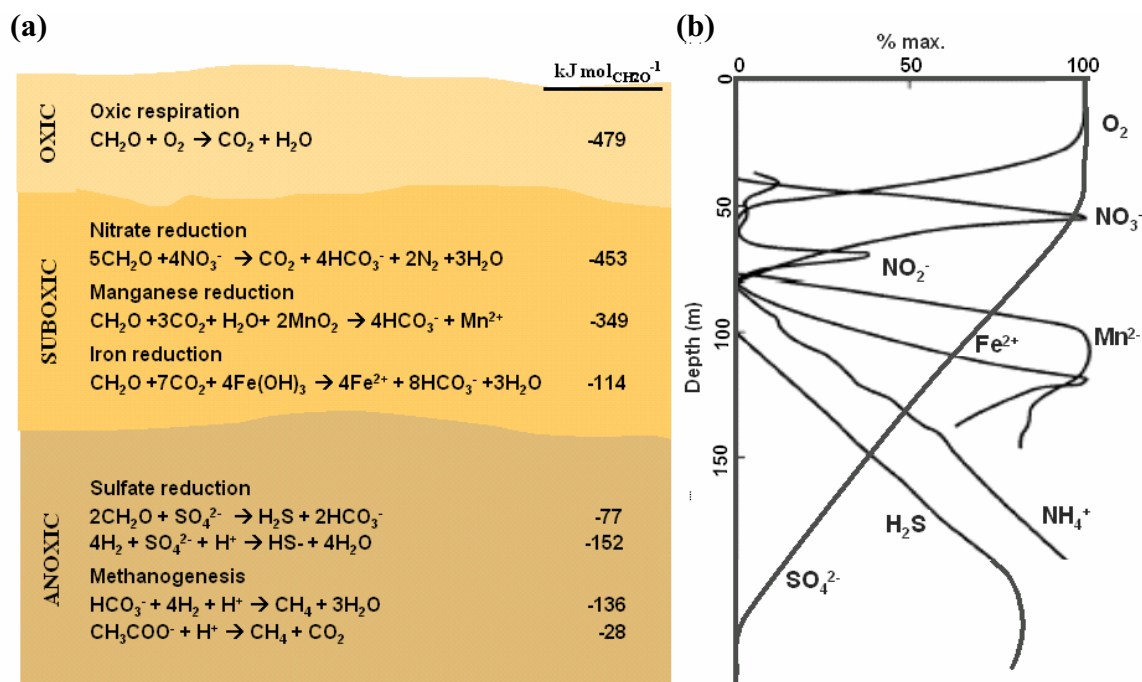 (a)
kJ mol_CH2O⁻¹
OXIC
Oxic respiration
CH₂O + O₂ → CO₂ + H₂O -479
SUBOXIC
Nitrate reduction
5CH₂O +4NO₃⁻ → CO₂ + 4HCO₃⁻ + 2N₂ +3H₂O -453
Manganese reduction
CH₂O +3CO₂+ H₂O+ 2MnO₂ → 4HCO₃⁻ + Mn²⁺ -349
Iron reduction
CH₂O +7CO₂+ 4Fe(OH)₃ → 4Fe²⁺ + 8HCO₃⁻ +3H₂O -114
ANOXIC
Sulfate reduction
2CH₂O + SO₄²⁻ → H₂S + 2HCO₃⁻ -77
4H₂ + SO₄²⁻ + H⁺ → HS- + 4H₂O -152
Methanogenesis
HCO₃⁻ + 4H₂ + H⁺ → CH₄ + 3H₂O -136
CH₃COO⁻ + H⁺ → CH₄ + CO₂ -28
(b)
% max.
0 50 100
0
50
100
150
Depth (m)
O₂
NO₃⁻
NO₂⁻
Mn²⁻
Fe²⁺
NH₄⁺
H₂S
SO₄²⁻